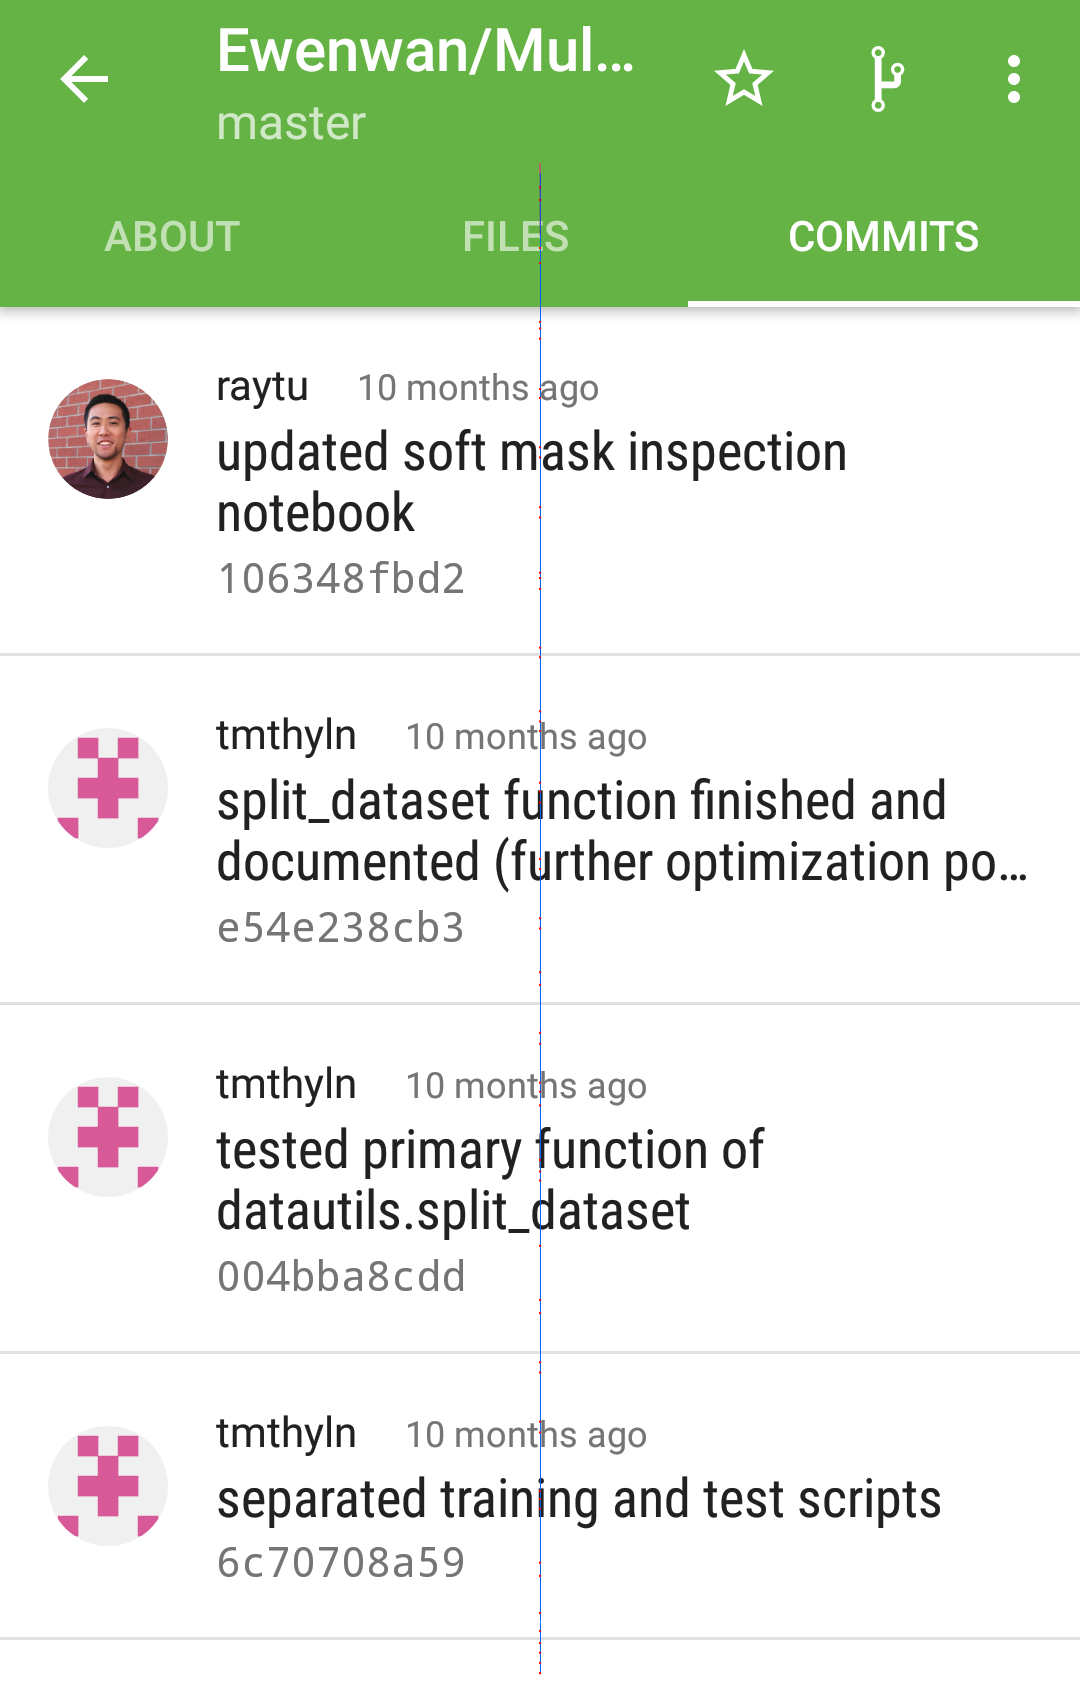 Ewenwan/Mul...
master
ABOUT FILES COMMITS
raytu 10 months ago
updated soft mask inspection
notebook
106348fbd2
tmthyln 10 months ago
split_dataset function finished and
documented (further optimization po...
e54e238cb3
tmthyln 10 months ago
tested primary function of
datautils.split_dataset
004bba8cdd
tmthyln 10 months ago
separated training and test scripts
6c70708a59